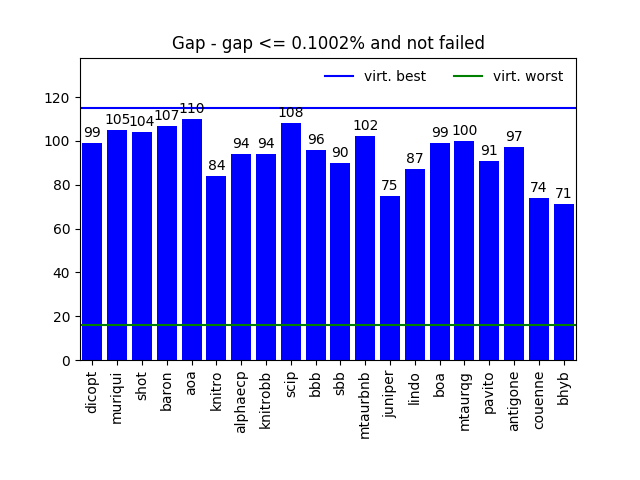 Gap - gap <= 0.1002% and not failed
virt. best
virt. worst
120
100
80
60
40
20
0
99
105
104
107
110
84
94
94
108
96
90
102
75
87
99
100
91
97
74
71
dicopt
muriqui
shot
baron
aoa
knitro
alphaecp
knitrobb
scip
bbb
sbb
mtaurbnb
juniper
lindo
boa
mtaurqg
pavito
antigone
couenne
bhyb